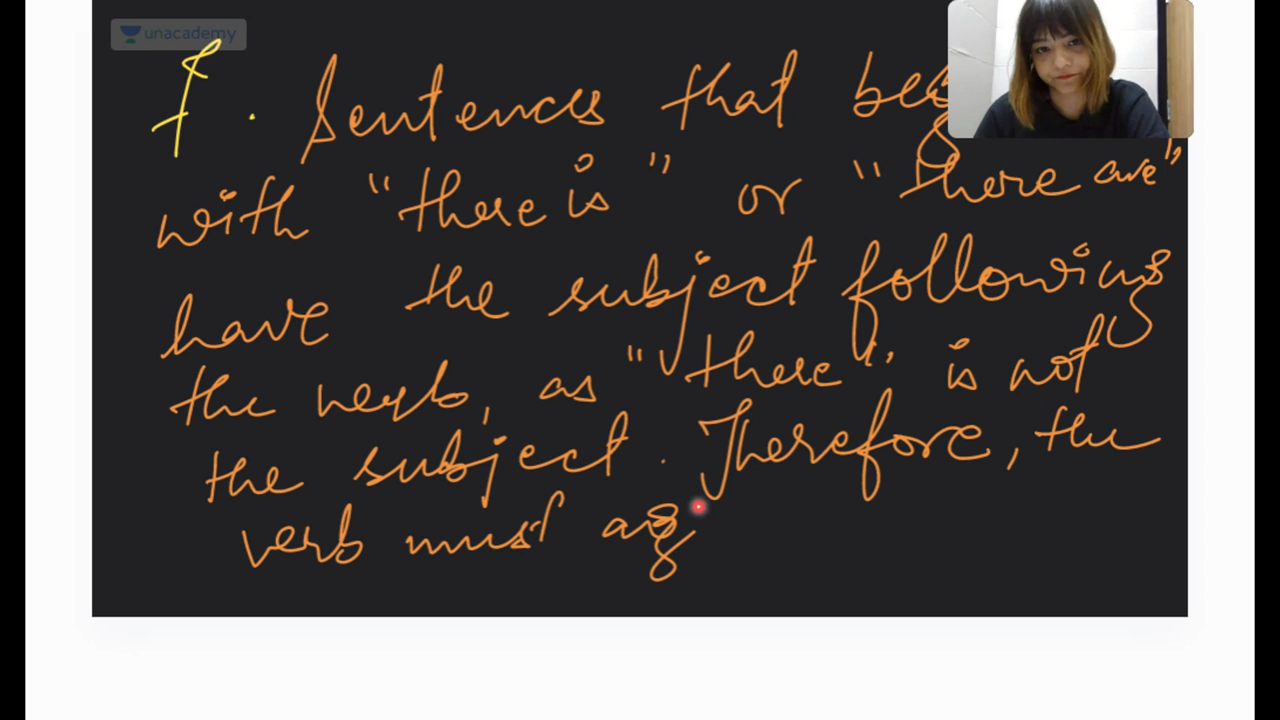 unacademy
f. Sentences that beg
with "there is" or "there are"
have the subject following
the verb, as "there", is not
the subject. Therefore, the
verb must ag